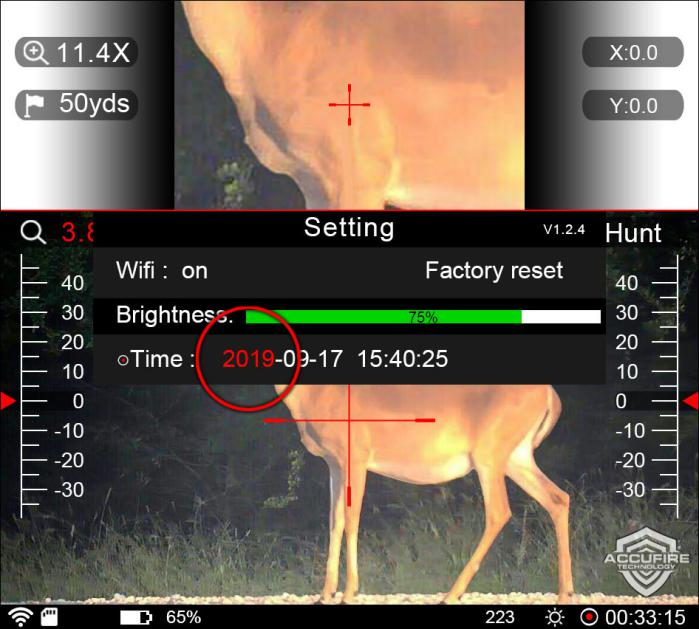 11.4X
X:0.0
50yds
Y:0.0
Setting
V1.2.4
3.8
Hunt
Wifi : on
Factory reset
Brightness:
75%
Time : 2019-09-17 15:40:25
40
30
20
10
0
-10
-20
-30
40
30
20
10
0
-10
-20
-30
ACCUFIRE
TECHNOLOGY
65%
223
00:33:15